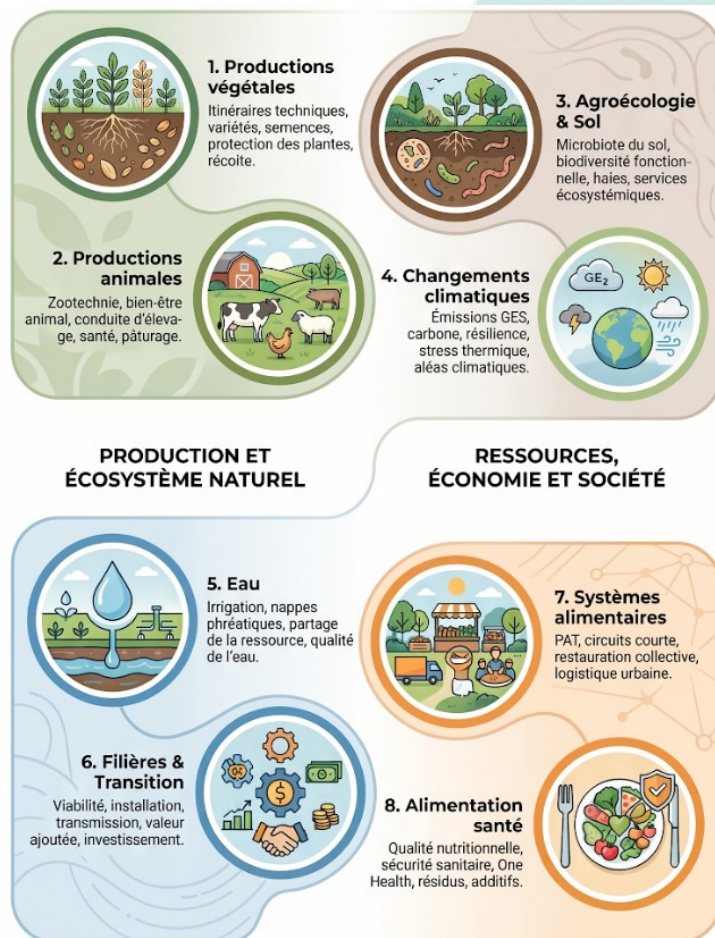 1. Productions
végétales
Itinéraires techniques,
variétés, semences,
protection des plantes,
récoite.
2. Productions
animales
Zootechnie, bien-être
animal, conduite d'éleva-
ge, santé, pâturage.
3. Agroécologie
& Sol
Microbiote du sol,
biodiversité fonction-
nelle, haies, services
écosystémiques.
4. Changements
climatiques
Émissions GES,
carbone, résilience,
stress thermique,
aléas climatiques.
GE₂
PRODUCTION ET
ÉCOSYSTÈME NATUREL
RESSOURCES,
ÉCONOMIE ET SOCIÉTÉ
5. Eau
Irrigation, nappes
phréatiques, partage
de la ressource, qualité
de l'eau.
6. Filières &
Transition
Viabilité, installation,
transmission, valeur
ajoutée, investissement.
$
$
7. Systèmes
alimentaires
PAT, circuits courte,
restauration collective,
logistique urbaine.
8. Alimentation
santé
Qualité nutritionnelle,
sécurité sanitaire, One
Health, résidus, additifs.